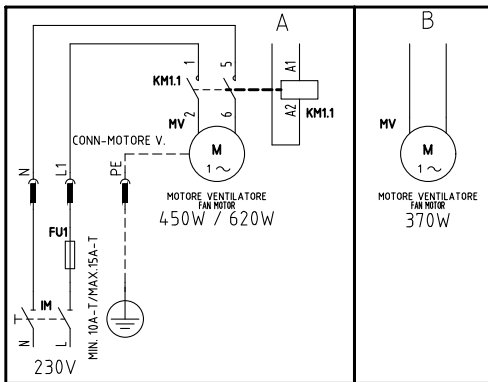 A
B
1
5
A1
KM1.1
A2
KM1.1
2
6
MV
MV
M
1 ~
M
1 ~
CONN-MOTORE V.
N
L1
PE
MOTORE VENTILATORE
FAN MOTOR
450W / 620W
MOTORE VENTILATORE
FAN MOTOR
370W
FU1
MIN. 10A-T/MAX.15A-T
IM
N
L
230V